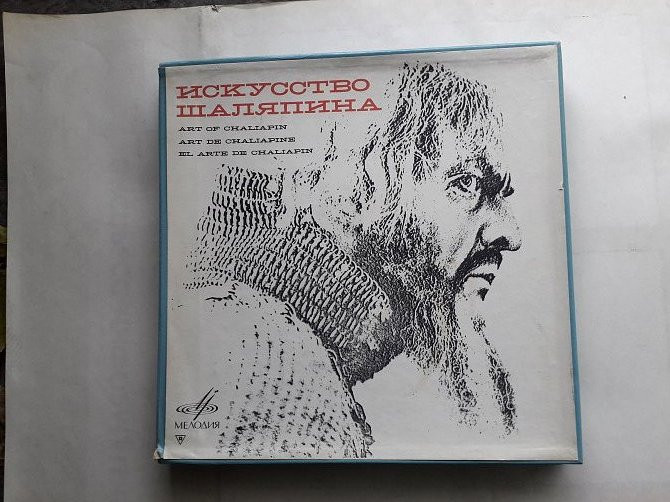 ИСКУССТВО
ШАЛЯПИНА
ART OF CHALIAPIN
ART DE CHALIAPINE
EL ARTE DE CHALIAPIN
МЕЛОДИЯ